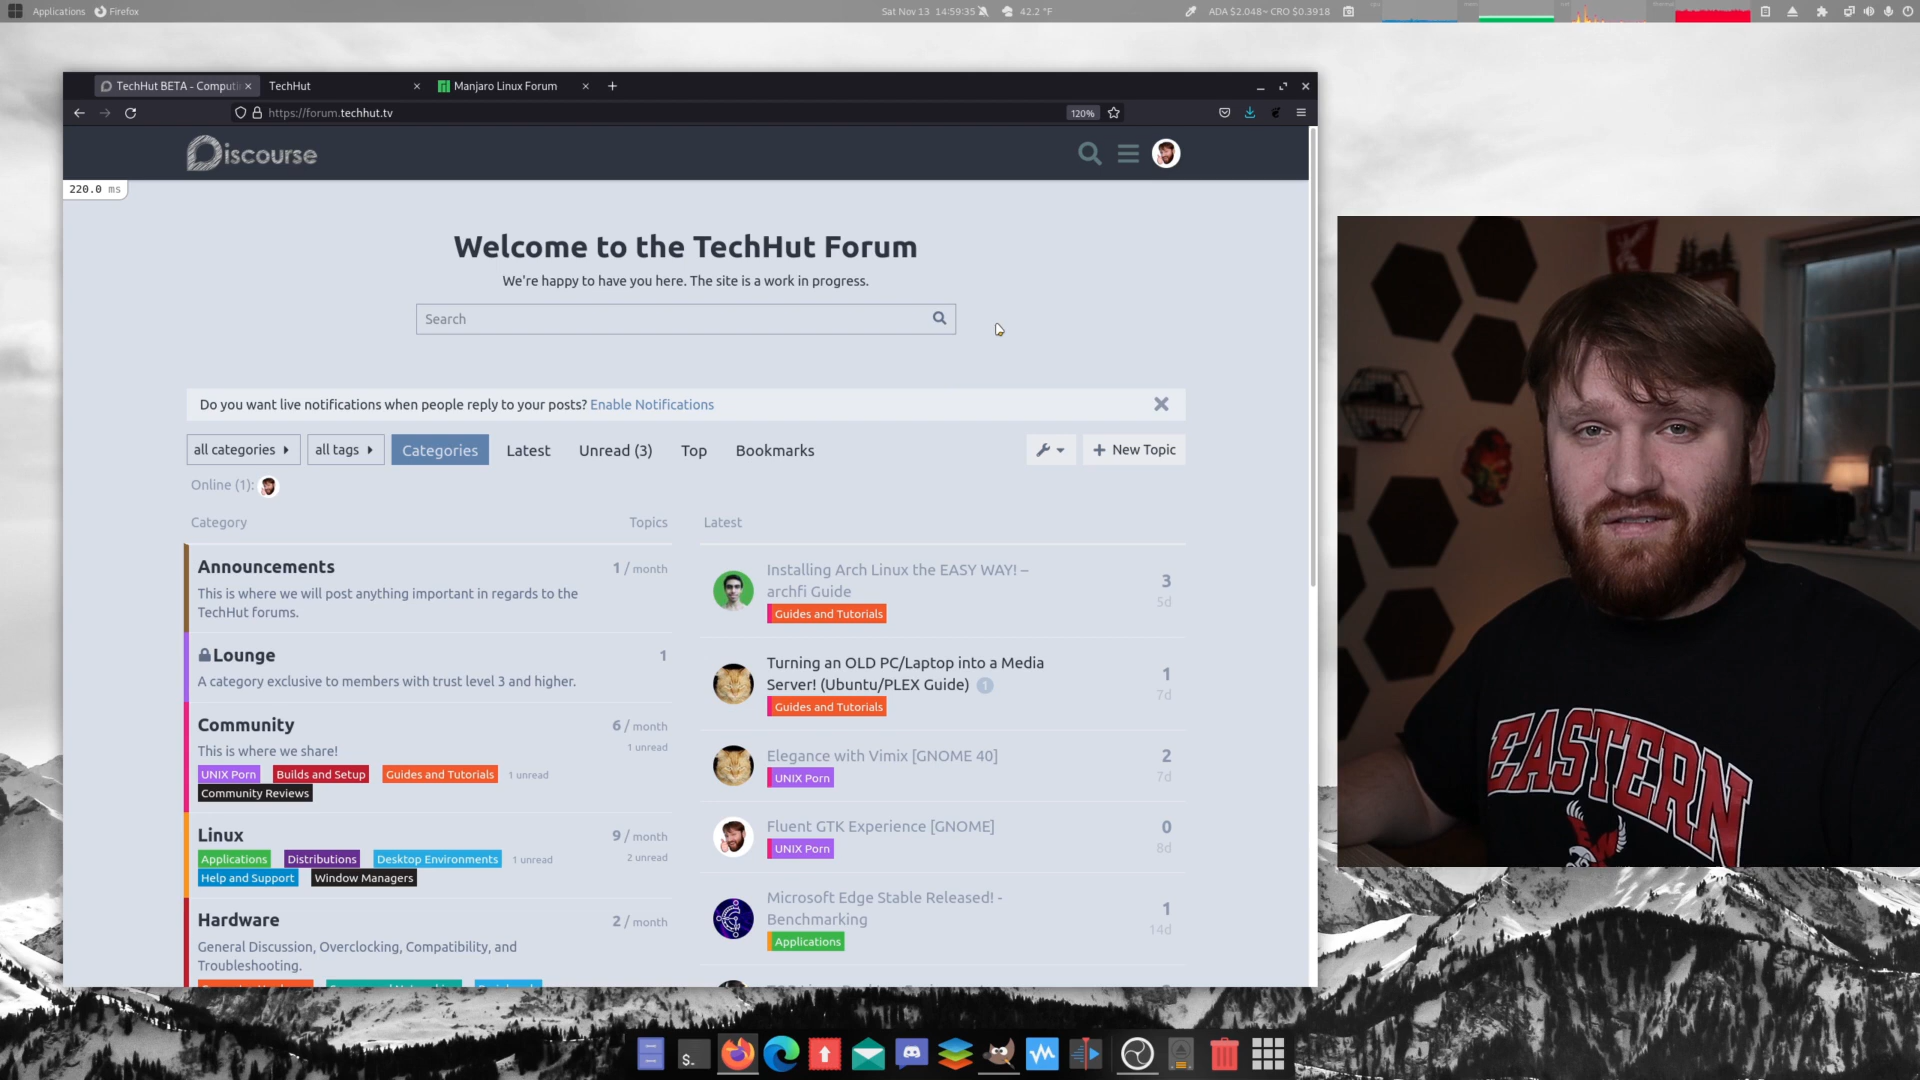 Applications Firefox
Sat Nov 13 14:59:35 42.2 °F
ADA $2.048~ CRO $0.3918
TechHut BETA - Computi
TechHut
Manjaro Linux Forum
https://forum.techhut.tv
120%
Discourse
220.0 ms
Welcome to the TechHut Forum
We're happy to have you here. The site is a work in progress.
Search
Do you want live notifications when people reply to your posts? Enable Notifications
all categories
all tags
Categories
Latest
Unread (3)
Top
Bookmarks
New Topic
Online (1):
Category
Topics
Announcements
1 / month
This is where we will post anything important in regards to the
TechHut forums.
Lounge
1
A category exclusive to members with trust level 3 and higher.
Community
6 / month
This is where we share!
1 unread
UNIX Porn Builds and Setup Guides and Tutorials 1 unread
Community Reviews
Linux
9 / month
Applications Distributions Desktop Environments 1 unread
2 unread
Help and Support Window Managers
Hardware
2 / month
General Discussion, Overclocking, Compatibility, and
Troubleshooting.
Latest
Installing Arch Linux the EASY WAY! –
archfi Guide
Guides and Tutorials
3
5d
Turning an OLD PC/Laptop into a Media
Server! (Ubuntu/PLEX Guide) 1
Guides and Tutorials
1
7d
Elegance with Vimix [GNOME 40]
UNIX Porn
2
7d
Fluent GTK Experience [GNOME]
UNIX Porn
0
8d
Microsoft Edge Stable Released! -
Benchmarking
Applications
1
14d
EASTERN
$_